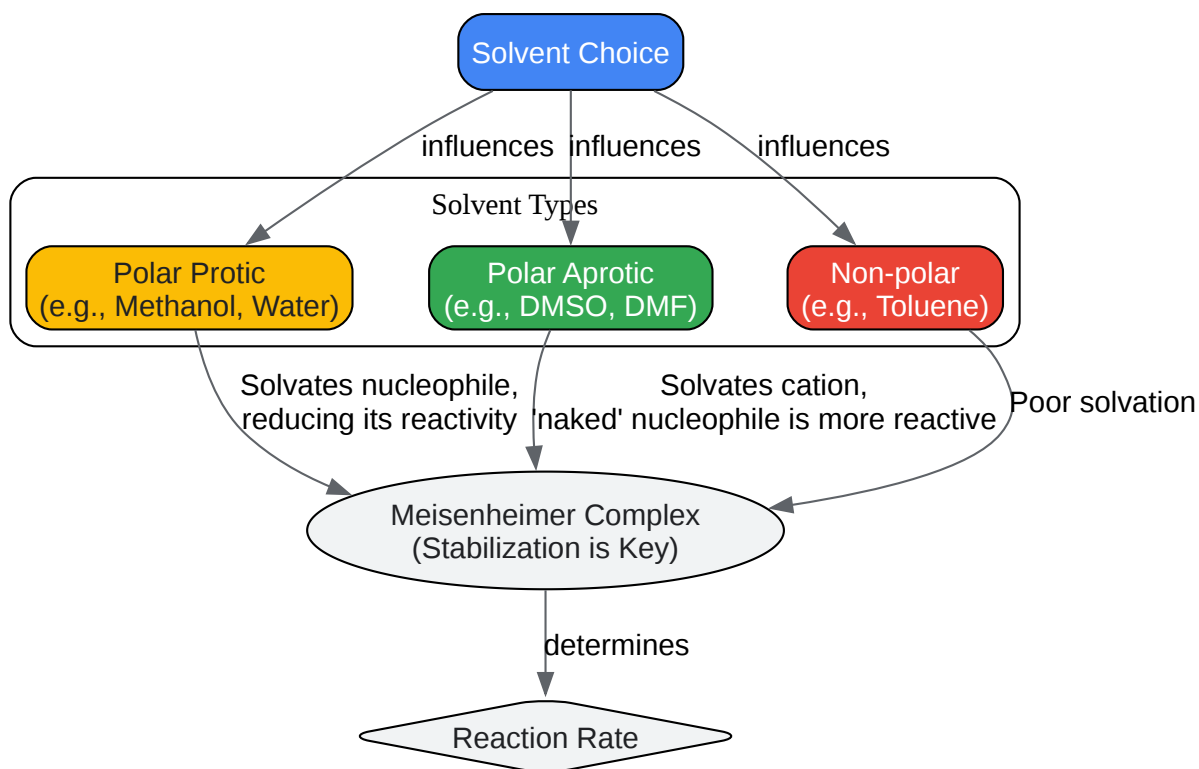 Solvent Choice
influences
influences
influences
Solvent Types
Polar Protic
(e.g., Methanol, Water)
Polar Aprotic
(e.g., DMSO, DMF)
Non-polar
(e.g., Toluene)
Solvates nucleophile,
reducing its reactivity
Solvates cation,
'naked' nucleophile is more reactive
Poor solvation
Meisenheimer Complex
(Stabilization is Key)
determines
Reaction Rate